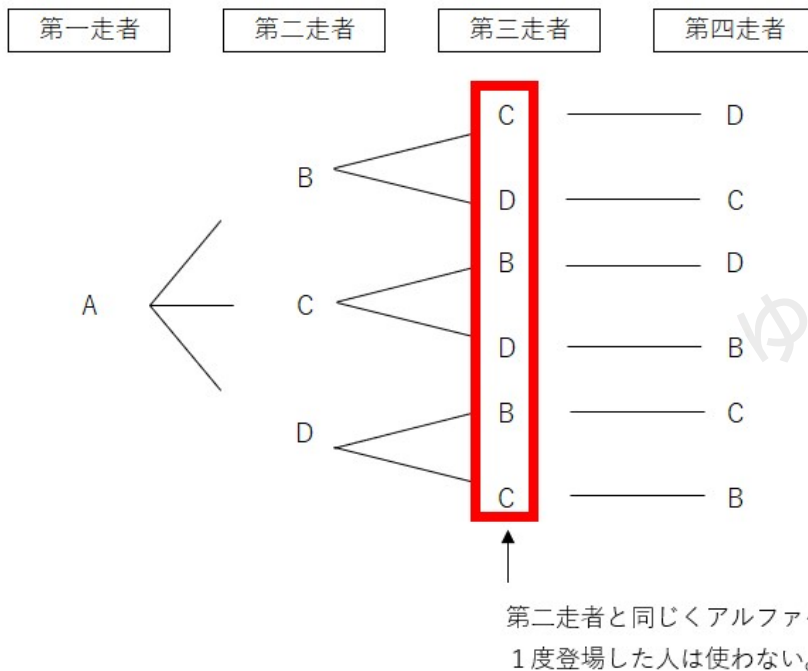 第一走者 第二走者 第三走者 第四走者
C D
B
D C
B D
A C
D B
B C
D
C B
ゆ
第二走者と同じくアルファ
1度登場した人は使わない。